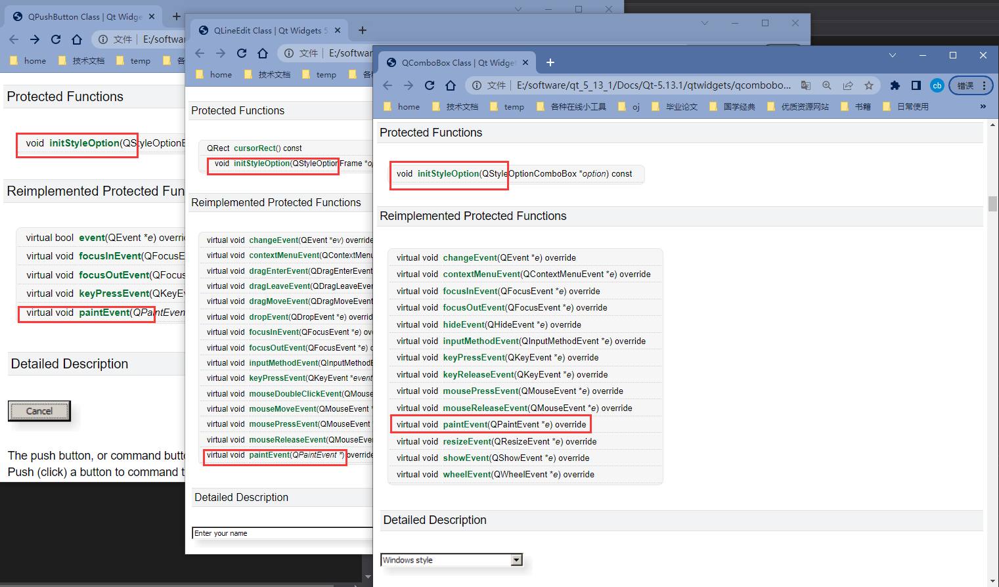 QPushButton Class | Qt Widge
文件 E:/softwa
home 技术文档 temp 各
Protected Functions
void initStyleOption(QStyleOptionB
Reimplemented Protected Fun
virtual bool event(QEvent *e) overri
virtual void focusInEvent(QFocusE
virtual void focusOutEvent(QFocus
virtual void keyPressEvent(QKeyEv
virtual void paintEvent(QPaintEven
Detailed Description
Cancel
The push button, or command butt
Push (click) a button to command t
QLineEdit Class | Qt Widgets 5
文件 E:/softwa
home 技术文档 temp 各种
Protected Functions
QRect cursorRect() const
void initStyleOption(QStyleOptionFrame *op
Reimplemented Protected Functions
virtual void changeEvent(QEvent *ev) override
virtual void contextMenuEvent(QContextMenu
virtual void dragEnterEvent(QDragEnterEvent
virtual void dragLeaveEvent(QDragLeaveEven
virtual void dragMoveEvent(QDragMoveEvent
virtual void dropEvent(QDropEvent *e) override
virtual void focusInEvent(QFocusEvent *e) ov
virtual void focusOutEvent(QFocusEvent *e) o
virtual void inputMethodEvent(QInputMethodE
virtual void keyPressEvent(QKeyEvent *event
virtual void mouseDoubleClickEvent(QMouse
virtual void mouseMoveEvent(QMouseEvent *
virtual void mousePressEvent(QMouseEvent *
virtual void mouseReleaseEvent(QMouseEven
virtual void paintEvent(QPaintEvent *) override
Detailed Description
Enter your name
QComboBox Class | Qt Widget
文件 E:/software/qt_5_13_1/Docs/Qt-5.13.1/qtwidgets/qcombobo... cb 错误
home 技术文档 temp 各种在线小工具 oj 毕业论文 国学经典 优质资源网站 书籍 日常使用 »
Protected Functions
void initStyleOption(QStyleOptionComboBox *option) const
Reimplemented Protected Functions
virtual void changeEvent(QEvent *e) override
virtual void contextMenuEvent(QContextMenuEvent *e) override
virtual void focusInEvent(QFocusEvent *e) override
virtual void focusOutEvent(QFocusEvent *e) override
virtual void hideEvent(QHideEvent *e) override
virtual void inputMethodEvent(QInputMethodEvent *e) override
virtual void keyPressEvent(QKeyEvent *e) override
virtual void keyReleaseEvent(QKeyEvent *e) override
virtual void mousePressEvent(QMouseEvent *e) override
virtual void mouseReleaseEvent(QMouseEvent *e) override
virtual void paintEvent(QPaintEvent *e) override
virtual void resizeEvent(QResizeEvent *e) override
virtual void showEvent(QShowEvent *e) override
virtual void wheelEvent(QWheelEvent *e) override
Detailed Description
Windows style